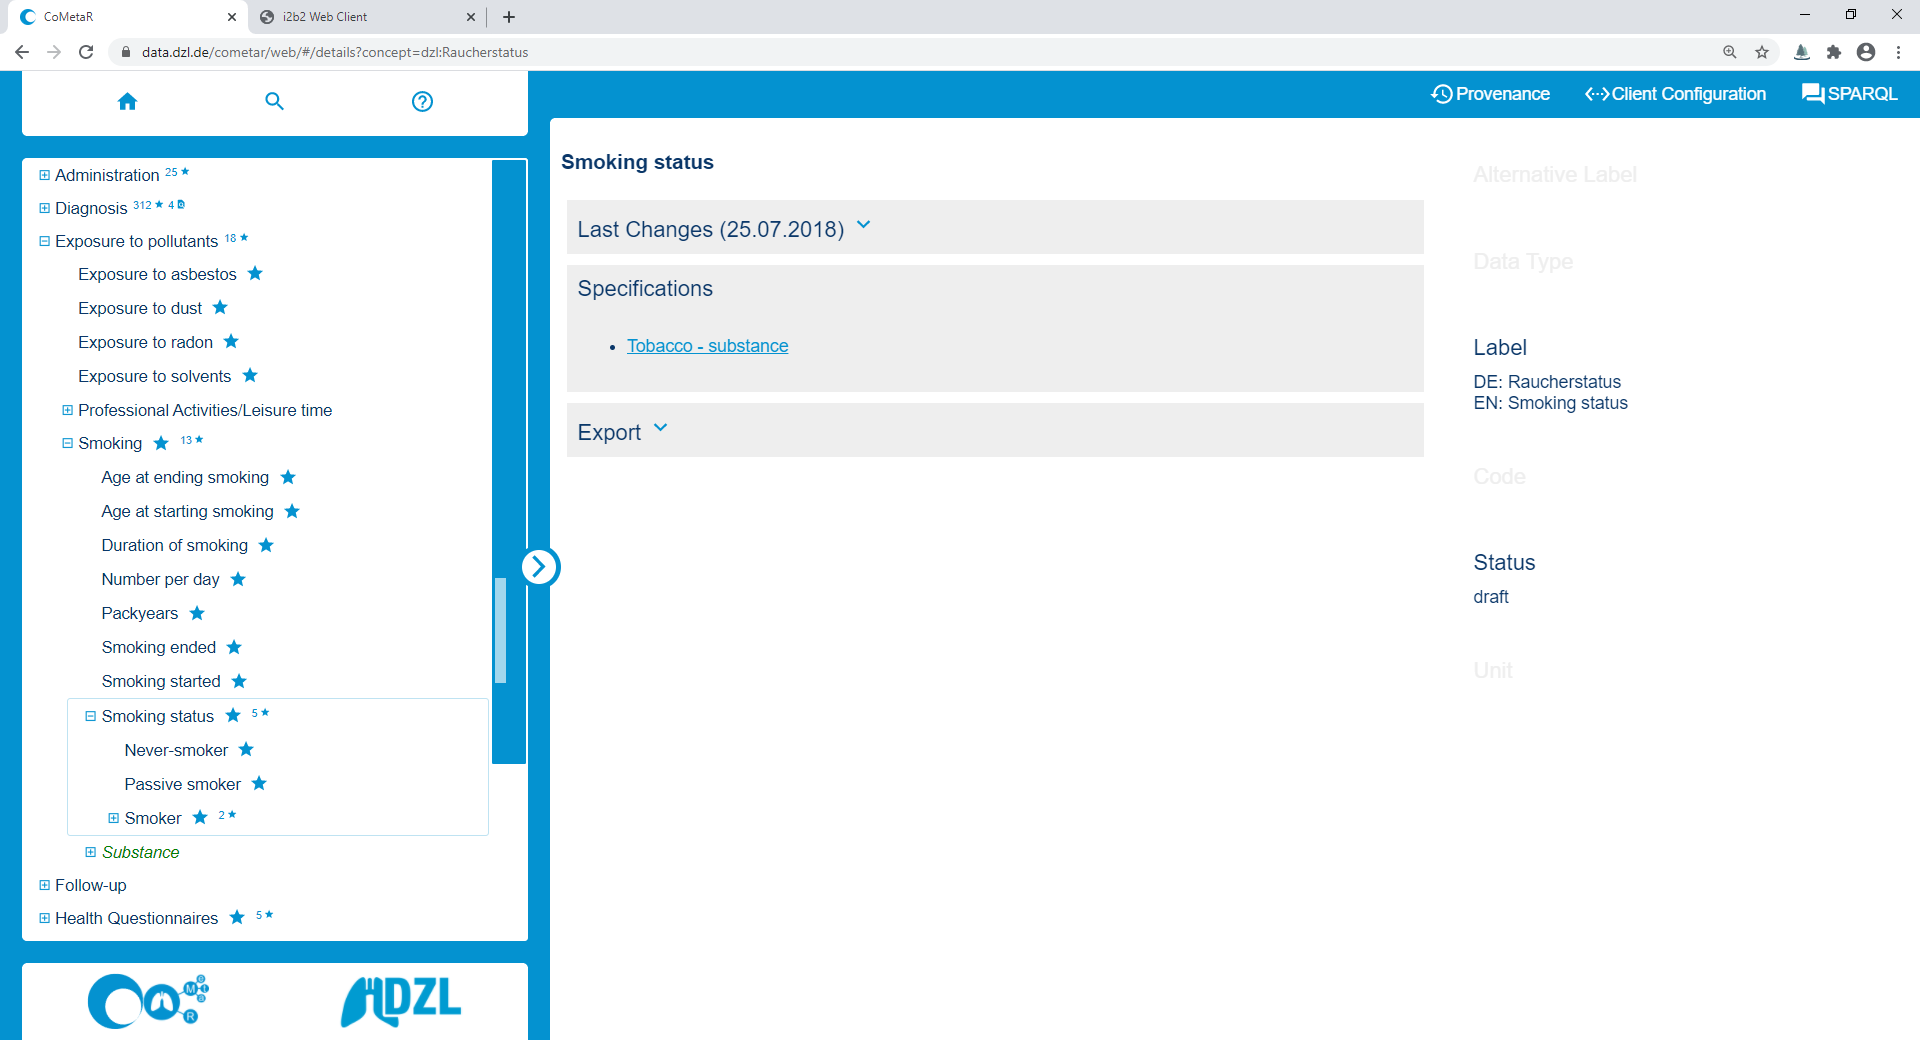 CoMetaR
i2b2 Web Client
data.dzl.de/cometar/web/#/details?concept=dzl:Raucherstatus
Provenance
Client Configuration
SPARQL
Administration 25
Diagnosis 312 4
Exposure to pollutants 18
Exposure to asbestos
Exposure to dust
Exposure to radon
Exposure to solvents
Professional Activities/Leisure time
Smoking 13
Age at ending smoking
Age at starting smoking
Duration of smoking
Number per day
Packyears
Smoking ended
Smoking started
Smoking status 5
Never-smoker
Passive smoker
Smoker 2
Substance
Follow-up
Health Questionnaires 5
M
R
DZL
Smoking status
Last Changes (25.07.2018)
Specifications
Tobacco - substance
Export
Alternative Label
Data Type
Label
DE: Raucherstatus
EN: Smoking status
Code
Status
draft
Unit